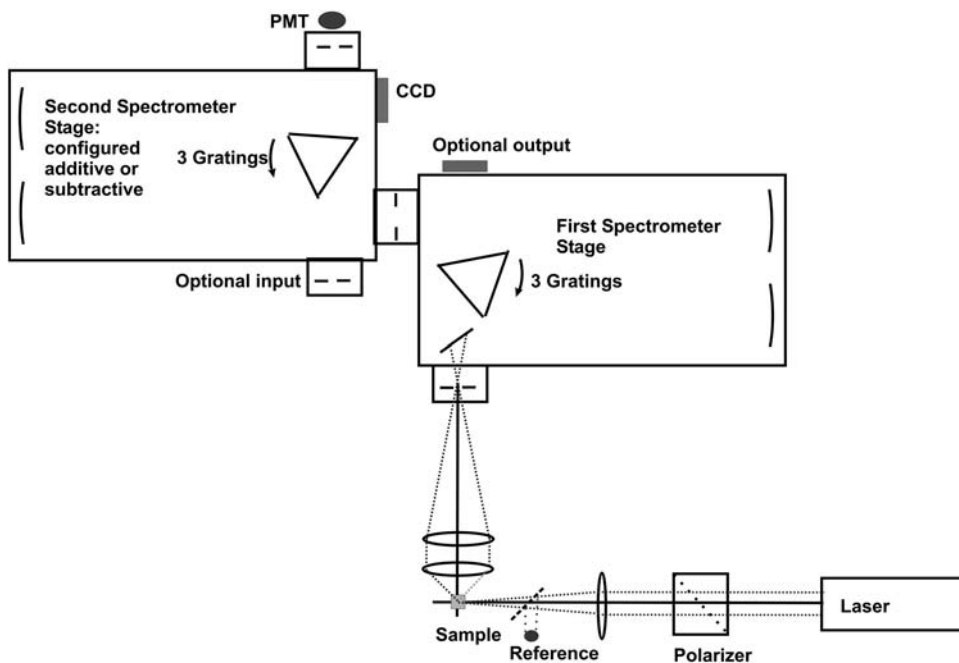 PMT
CCD
Second Spectrometer
Stage:
configured
additive or
subtractive
3 Gratings
Optional output
First Spectrometer
Stage
3 Gratings
Optional input
Sample
Reference
Polarizer
Laser